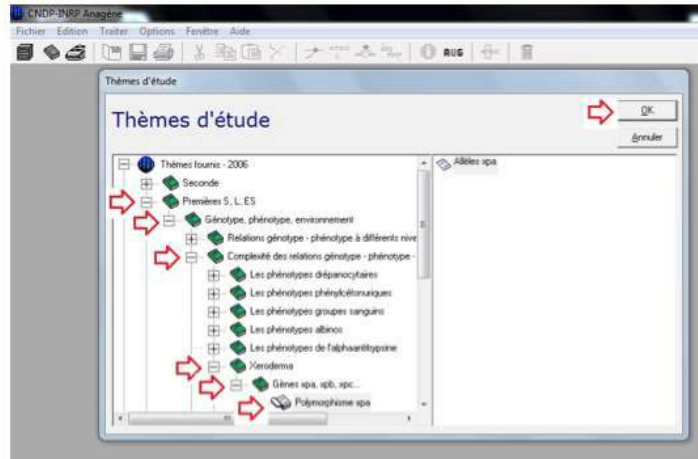 CNDP-INRP Anagène
Fichier Edition Traiter Options Fenêtre Aide
AUG
Thèmes d'étude
Thèmes d'étude
OK
Annuler
Thèmes fournis - 2006
Seconde
Premières S, L, ES
Génotype, phénotype, environnement
Relations génotype - phénotype à différents nive
Complexité des relations génotype - phénotype -
Les phénotypes drépanocytaires
Les phénotypes phénylcétonuriques
Les phénotypes groupes sanguins
Les phénotypes albinos
Les phénotypes de l'alphaantitrypsine
Xeroderma
Gènes xpa, xpb, xpc...
Polymorphisme xpa
Allèles xpa